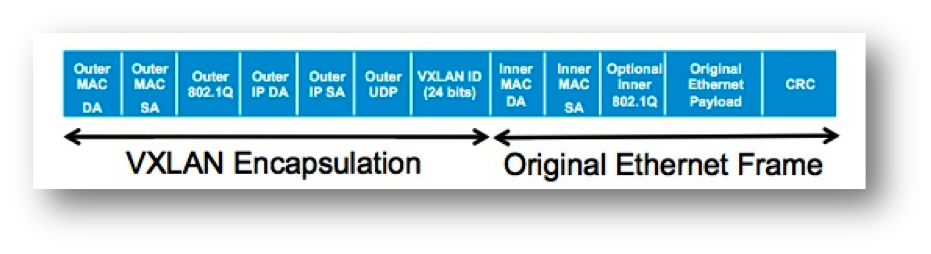 Outer
MAC
DA
Outer
MAC
SA
Outer
802.1Q
Outer
IP DA
Outer
IP SA
Outer
UDP
VXLAN ID
(24 bits)
Inner
MAC
DA
Inner
MAC
SA
Optional
Inner
802.1Q
Original
Ethernet
Payload
CRC
VXLAN Encapsulation
Original Ethernet Frame